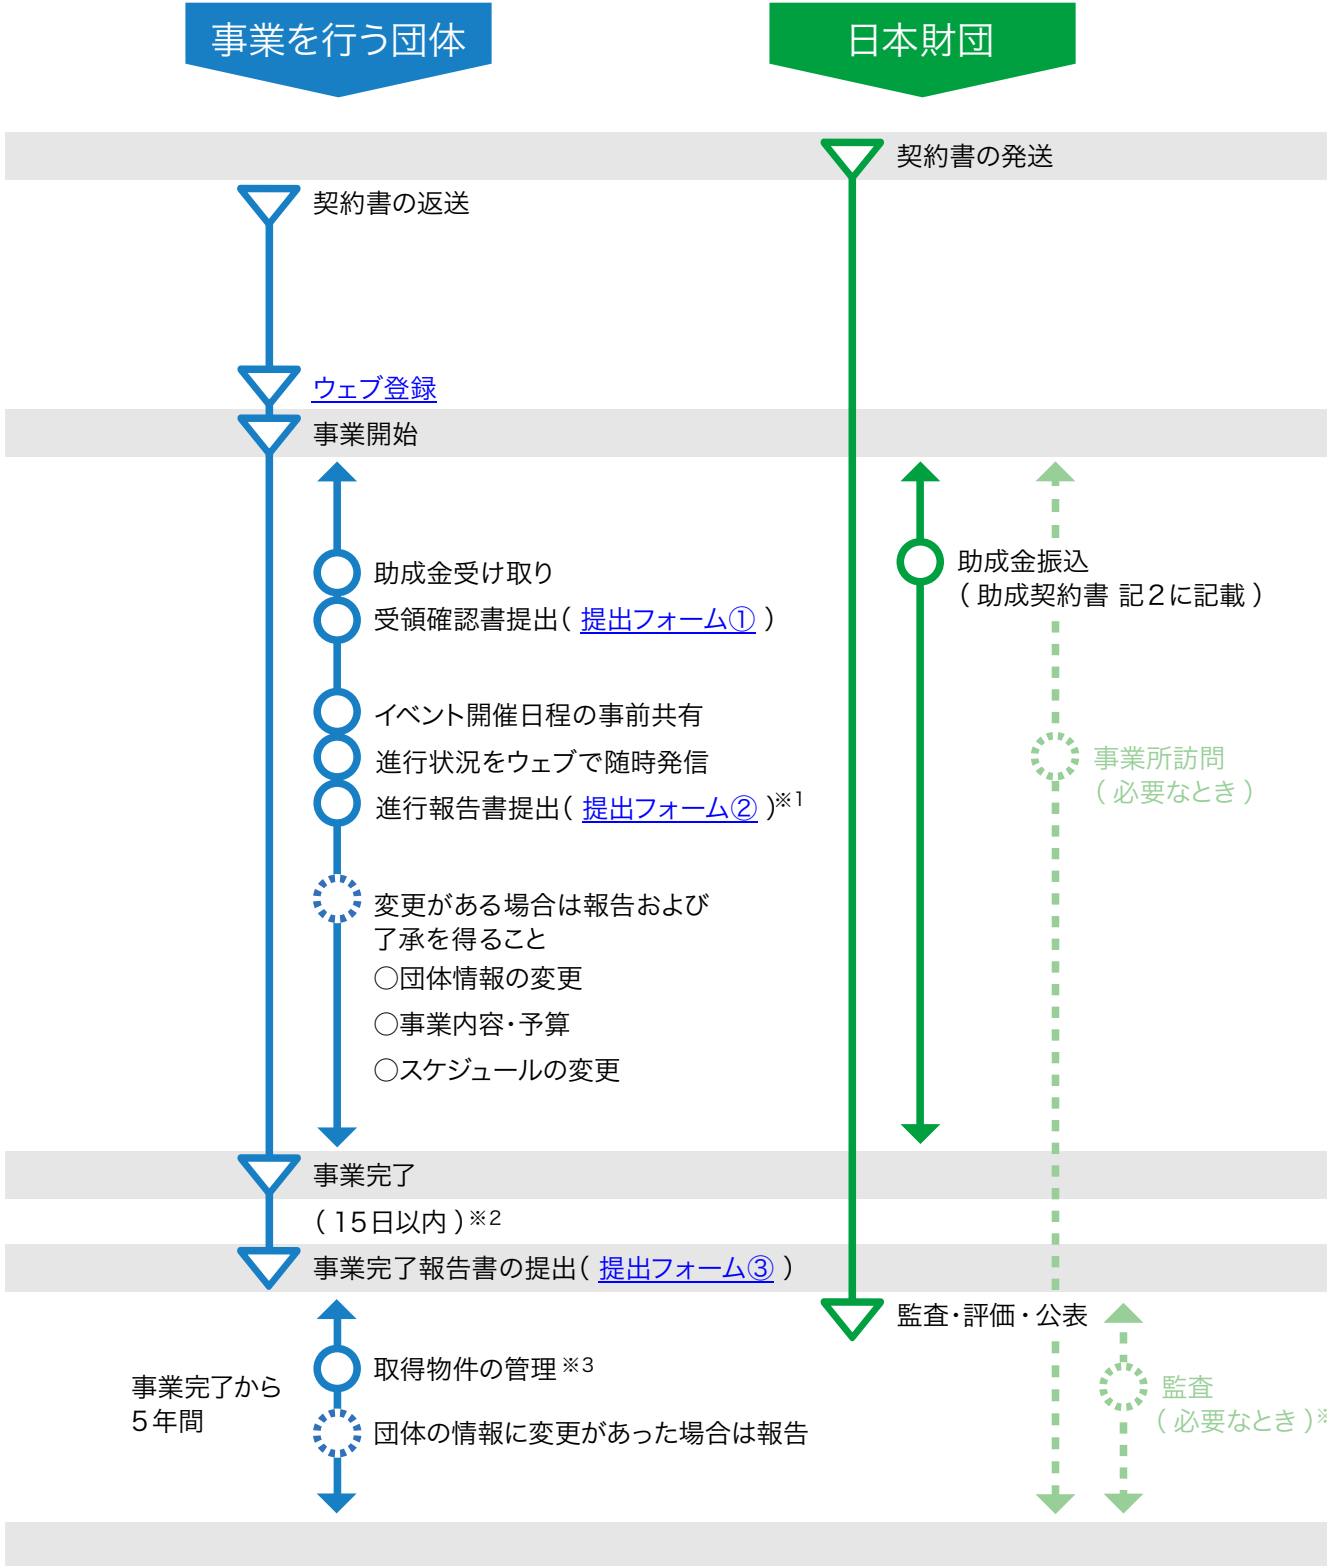 事業を行う団体
日本財団
契約書の発送
契約書の返送
ウェブ登録
事業開始
助成金受け取り
受領確認書提出( 提出フォーム① )
イベント開催日程の事前共有
進行状況をウェブで随時発信
進行報告書提出( 提出フォーム② )※1
変更がある場合は報告および
了承を得ること
○団体情報の変更
○事業内容・予算
○スケジュールの変更
助成金振込
( 助成契約書 記2に記載 )
事業所訪問
( 必要なとき )
事業完了
( 15日以内 )※2
事業完了報告書の提出( 提出フォーム③ )
監査・評価・公表
事業完了から
5年間
取得物件の管理※3
団体の情報に変更があった場合は報告
監査
( 必要なとき )※